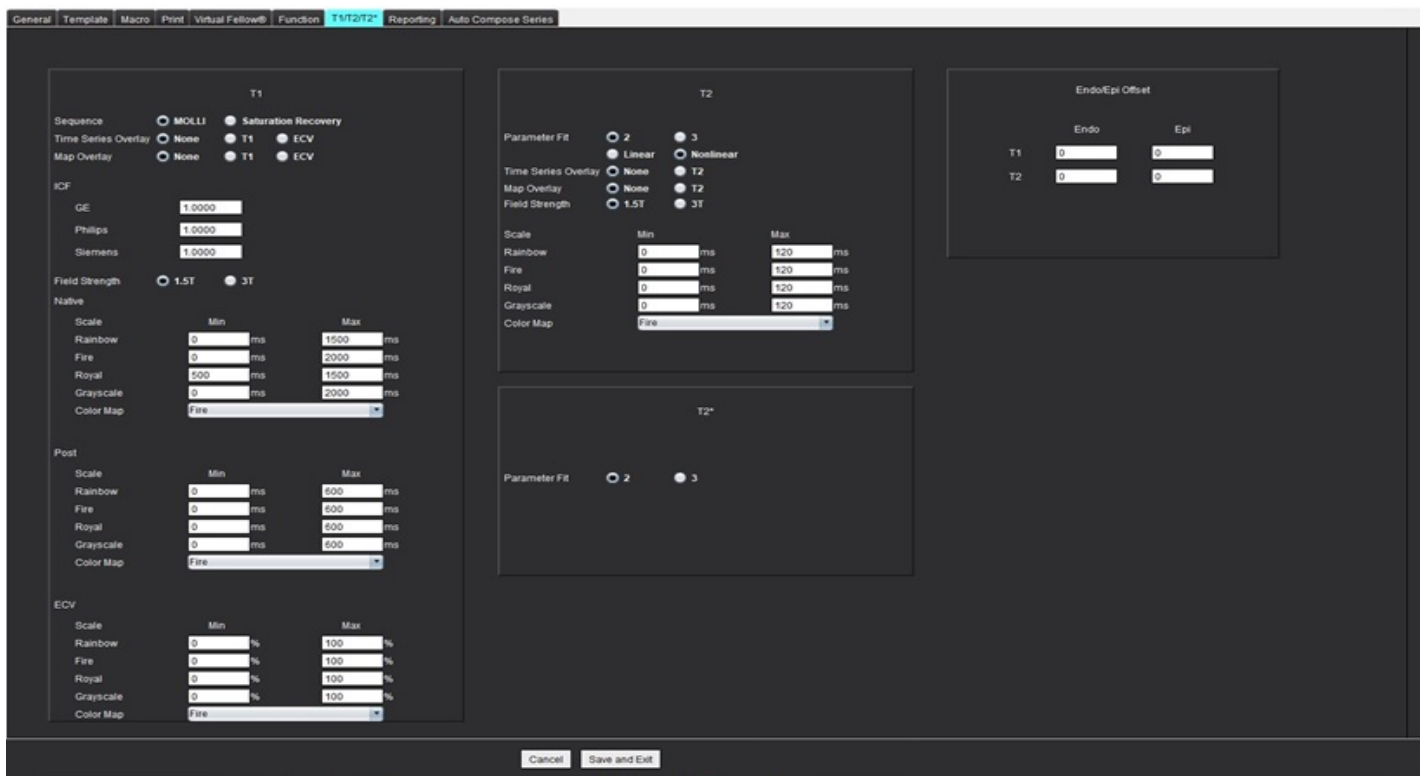 General Template Macro Print Virtual Fellow® Function T1/T2/T2* Reporting Auto Compose Series
T1
Sequence MOLLI Saturation Recovery
Time Series Overlay None T1 ECV
Map Overlay None T1 ECV
ICF
GE 1.0000
Philips 1.0000
Siemens 1.0000
Field Strength 1.5T 3T
Native
Scale Min Max
Rainbow 0 ms 1500 ms
Fire 0 ms 2000 ms
Royal 500 ms 1500 ms
Grayscale 0 ms 2000 ms
Color Map Fire
Post
Scale Min Max
Rainbow 0 ms 600 ms
Fire 0 ms 600 ms
Royal 0 ms 600 ms
Grayscale 0 ms 600 ms
Color Map Fire
ECV
Scale Min Max
Rainbow 0 % 100 %
Fire 0 % 100 %
Royal 0 % 100 %
Grayscale 0 % 100 %
Color Map Fire
T2
Parameter Fit 2 3
Linear Nonlinear
Time Series Overlay None T2
Map Overlay None T2
Field Strength 1.5T 3T
Scale Min Max
Rainbow 0 ms 120 ms
Fire 0 ms 120 ms
Royal 0 ms 120 ms
Grayscale 0 ms 120 ms
Color Map Fire
T2*
Parameter Fit 2 3
Endo/Epi Offset
Endo Epi
T1 0 0
T2 0 0
Cancel Save and Exit